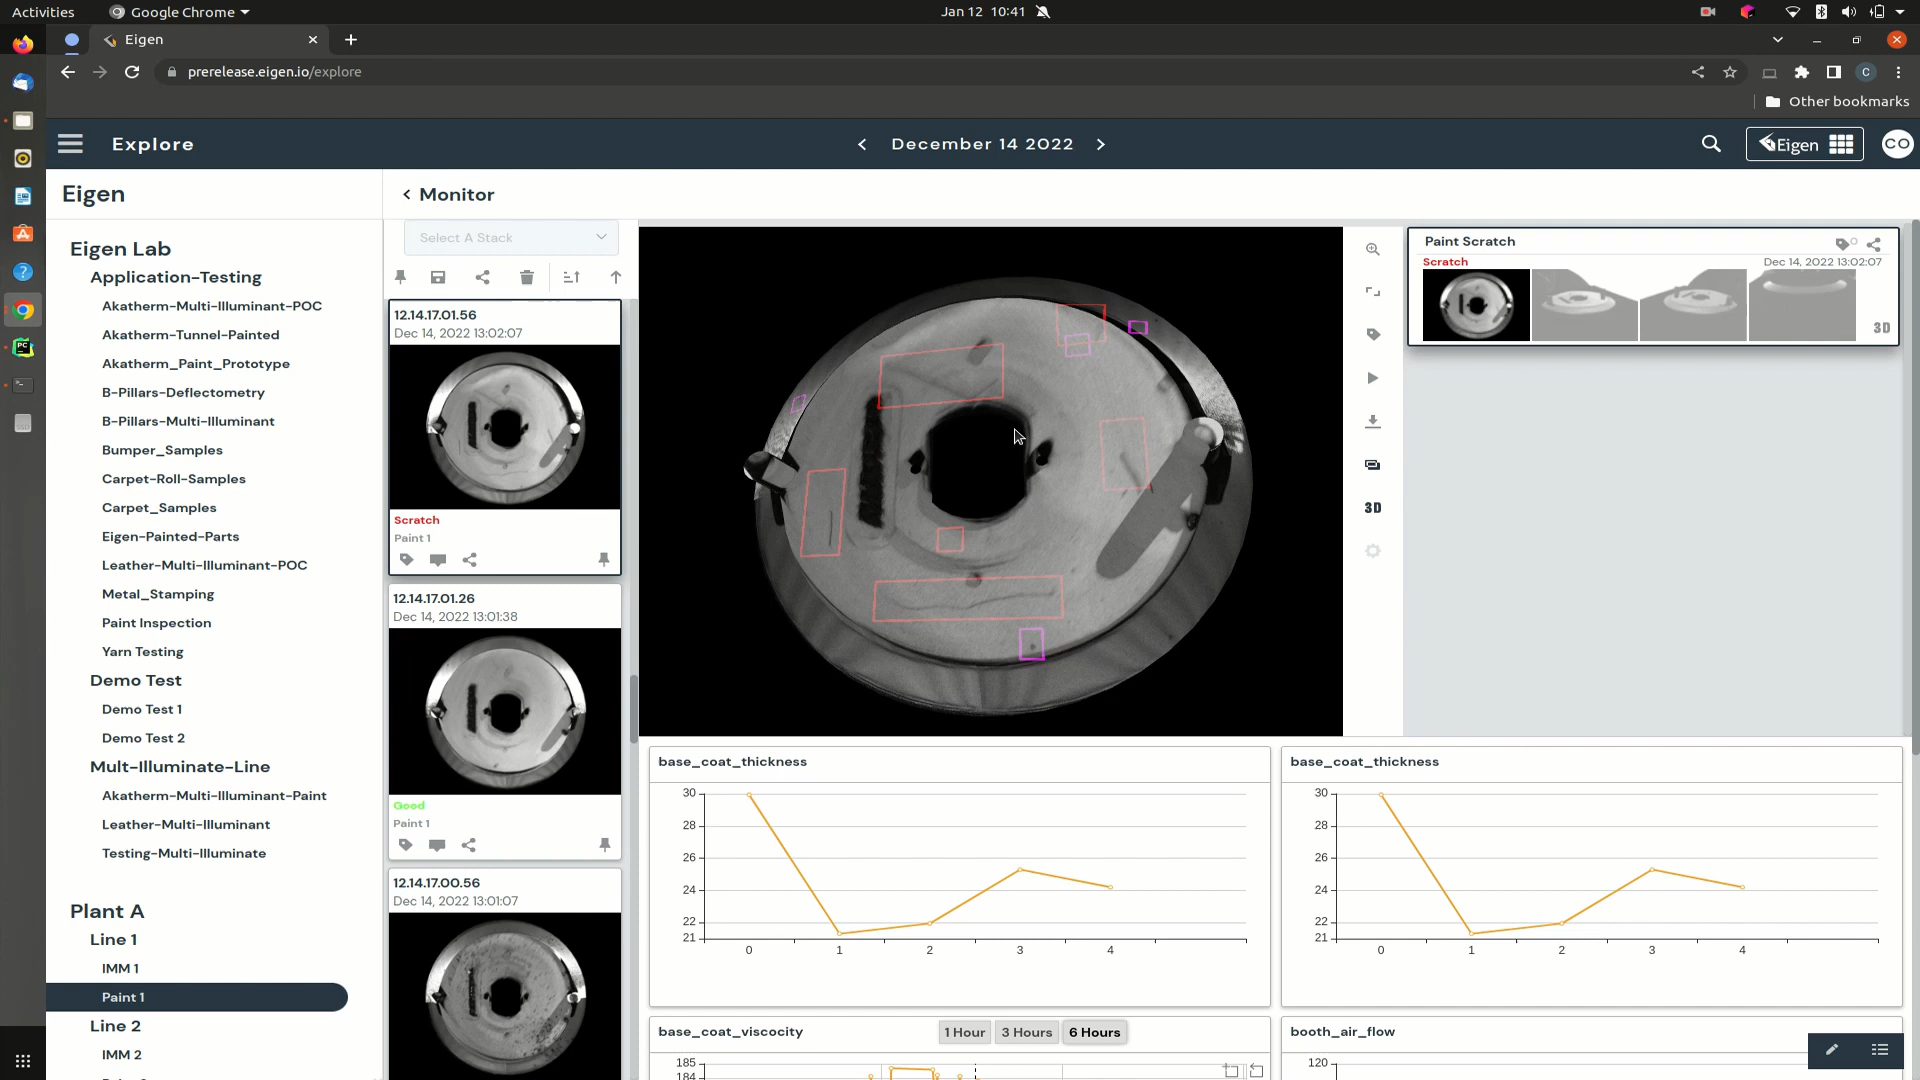 Activities
Google Chrome
Jan 12 10:41
Eigen
prerelease.eigen.io/explore
C
Other bookmarks
Explore
December 14 2022
Eigen
CO
Eigen
Monitor
Eigen Lab
Application-Testing
Akatherm-Multi-Illuminant-POC
Akatherm-Tunnel-Painted
Akatherm_Paint_Prototype
B-Pillars-Deflectometry
B-Pillars-Multi-Illuminant
Bumper_Samples
Carpet-Roll-Samples
Carpet_Samples
Eigen-Painted-Parts
Leather-Multi-Illuminant-POC
Metal_Stamping
Paint Inspection
Yarn Testing
Demo Test
Demo Test 1
Demo Test 2
Mult-Illuminate-Line
Akatherm-Multi-Illuminant-Paint
Leather-Multi-Illuminant
Testing-Multi-Illuminate
Plant A
Line 1
IMM 1
Paint 1
Line 2
IMM 2
Select A Stack
12.14.17.01.56
Dec 14, 2022 13:02:07
Scratch
Paint 1
12.14.17.01.26
Dec 14, 2022 13:01:38
Good
Paint 1
12.14.17.00.56
Dec 14, 2022 13:01:07
3D
Paint Scratch
0
Scratch
Dec 14, 2022 13:02:07
3D
base_coat_thickness
30
28
26
24
22
21
0 1 2 3 4
base_coat_thickness
30
28
26
24
22
21
0 1 2 3 4
base_coat_viscocity
1 Hour 3 Hours 6 Hours
185
184
booth_air_flow
120